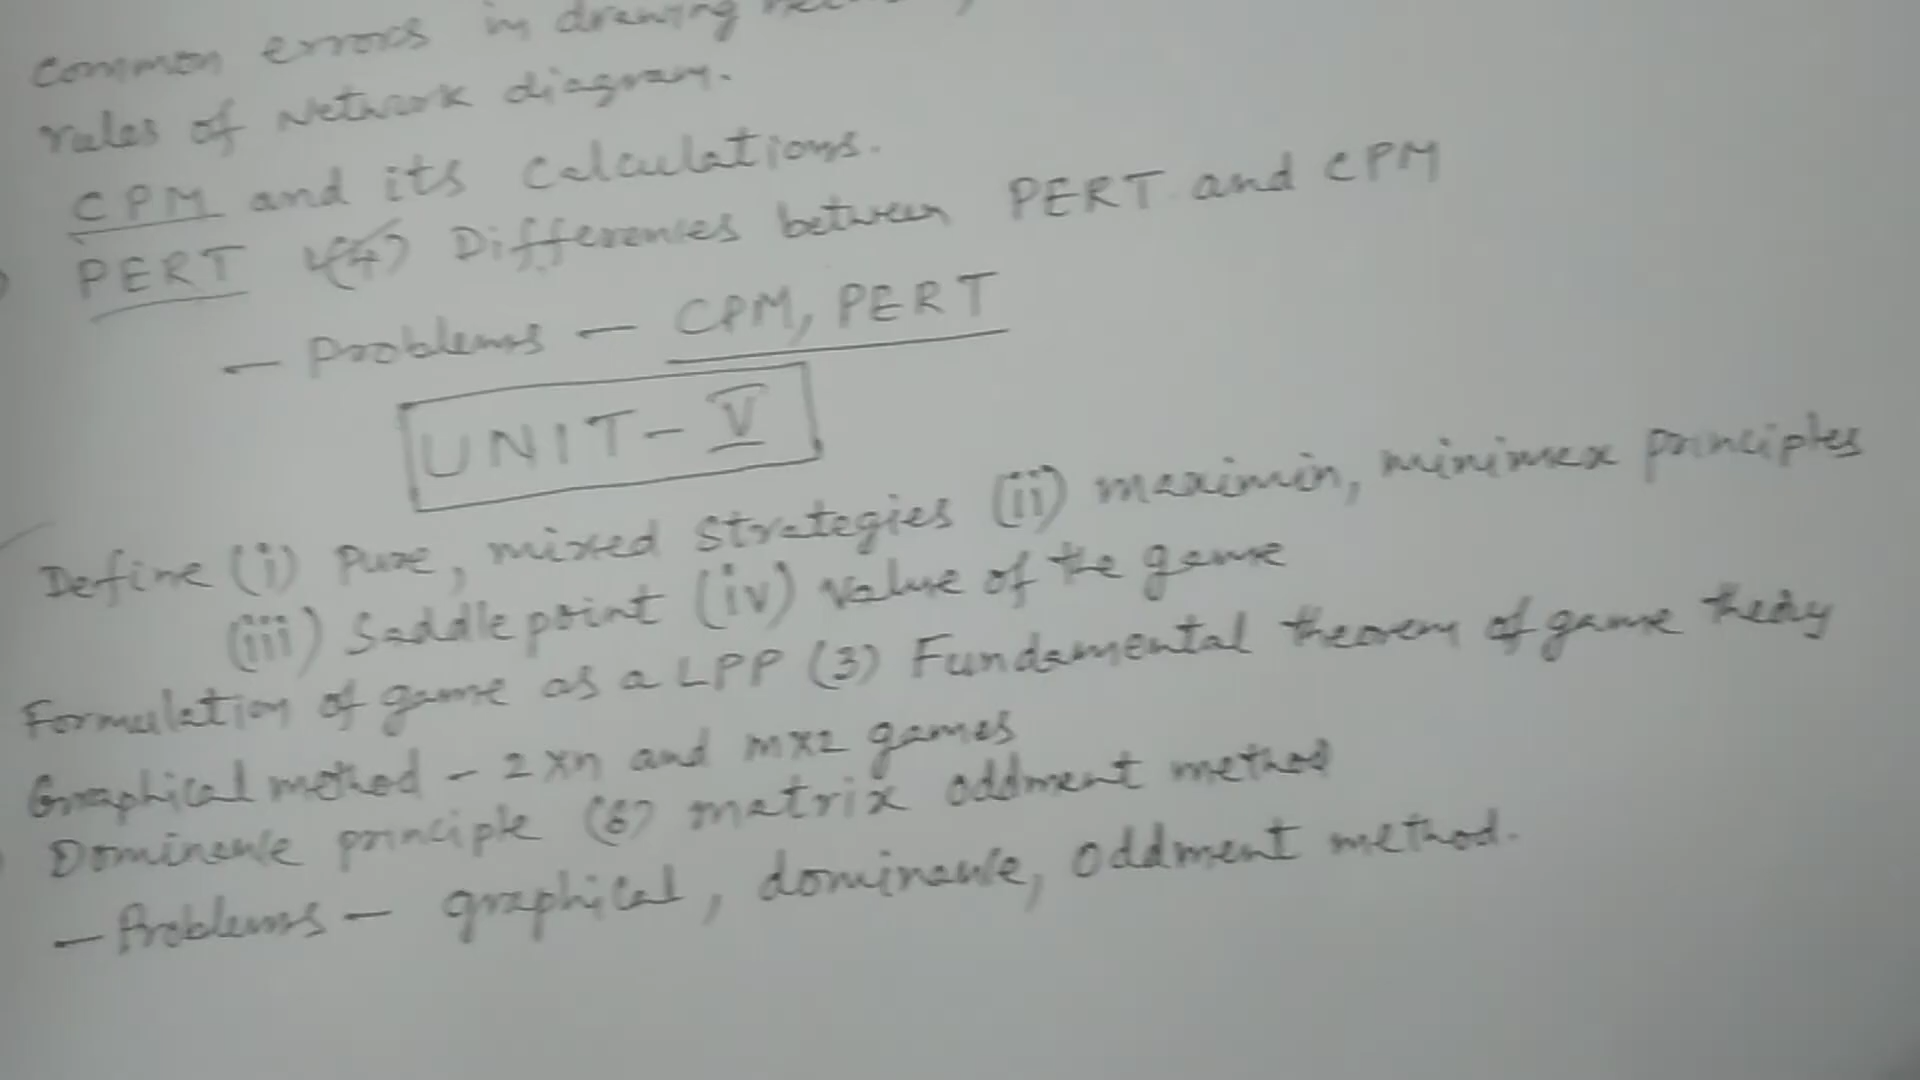 Common errors in drawing
rules of Network diagram.
CPM and its Calculations.
PERT (4) Differences between PERT and CPM
- Problems - CPM, PERT
UNIT - V
Define (i) Pure, mixed Strategies (ii) maximin, minimax principles
(iii) Saddle point (iv) Value of the game
Formulation of game as a LPP (3) Fundamental theorem of game theory
Graphical method - 2xn and mx2 games
Dominance principle (6) matrix oddment method
- Problems - graphical, dominance, oddment method.